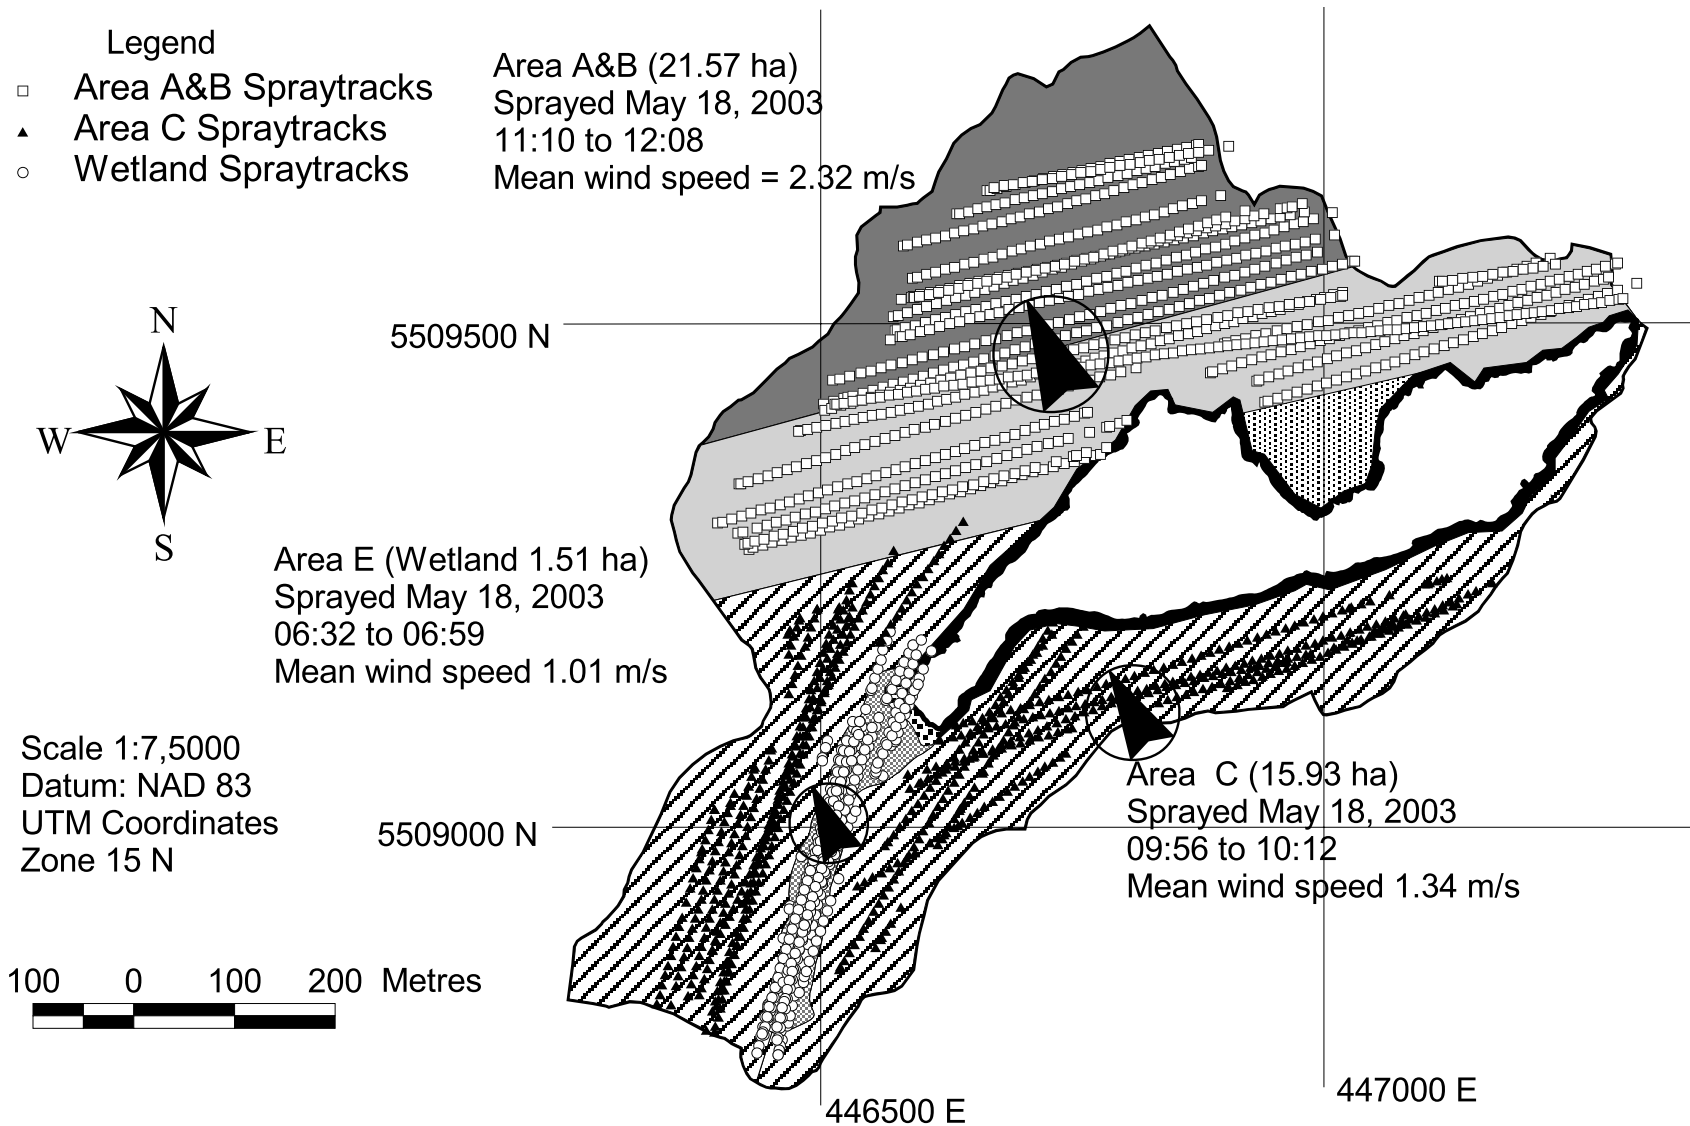 Legend
Area A&B Spraytracks
Area C Spraytracks
Wetland Spraytracks
Area A&B (21.57 ha)
Sprayed May 18, 2003
11:10 to 12:08
Mean wind speed = 2.32 m/s
N
W E
S
5509500 N
Area E (Wetland 1.51 ha)
Sprayed May 18, 2003
06:32 to 06:59
Mean wind speed 1.01 m/s
Scale 1:7,5000
Datum: NAD 83
UTM Coordinates
Zone 15 N
5509000 N
Area C (15.93 ha)
Sprayed May 18, 2003
09:56 to 10:12
Mean wind speed 1.34 m/s
100 0 100 200 Metres
446500 E
447000 E